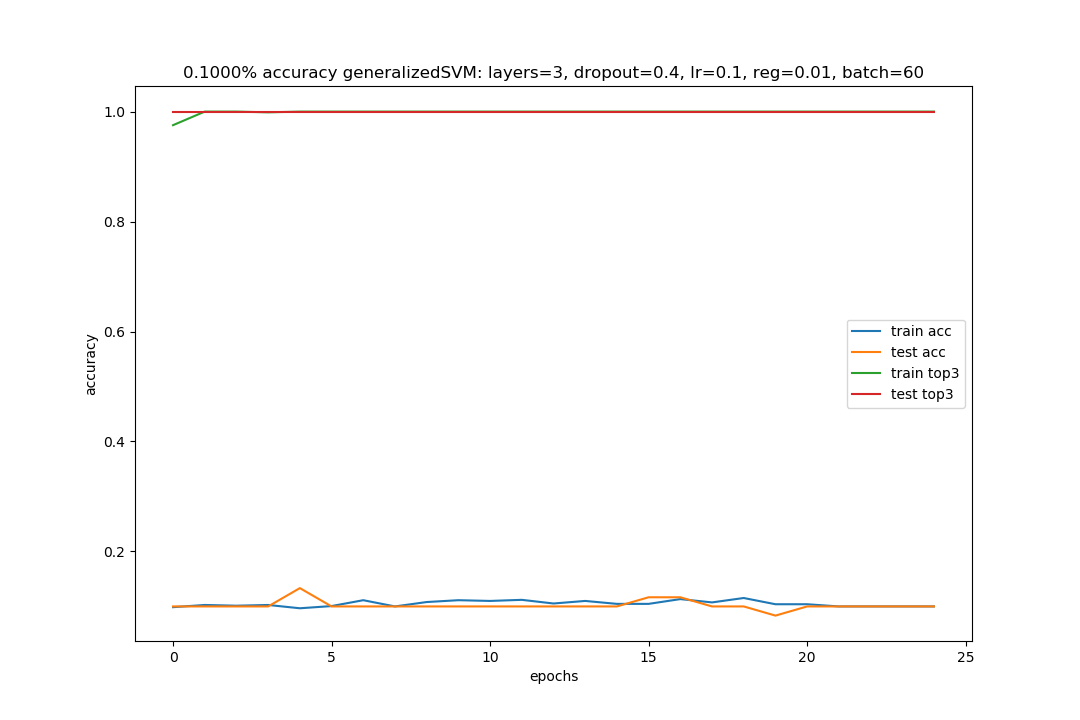 0.1000% accuracy generalizedSVM: layers=3, dropout=0.4, lr=0.1, reg=0.01, batch=60
1.0
0.8
0.6
0.4
0.2
accuracy
train acc
test acc
train top3
test top3
0 5 10 15 20 25
epochs